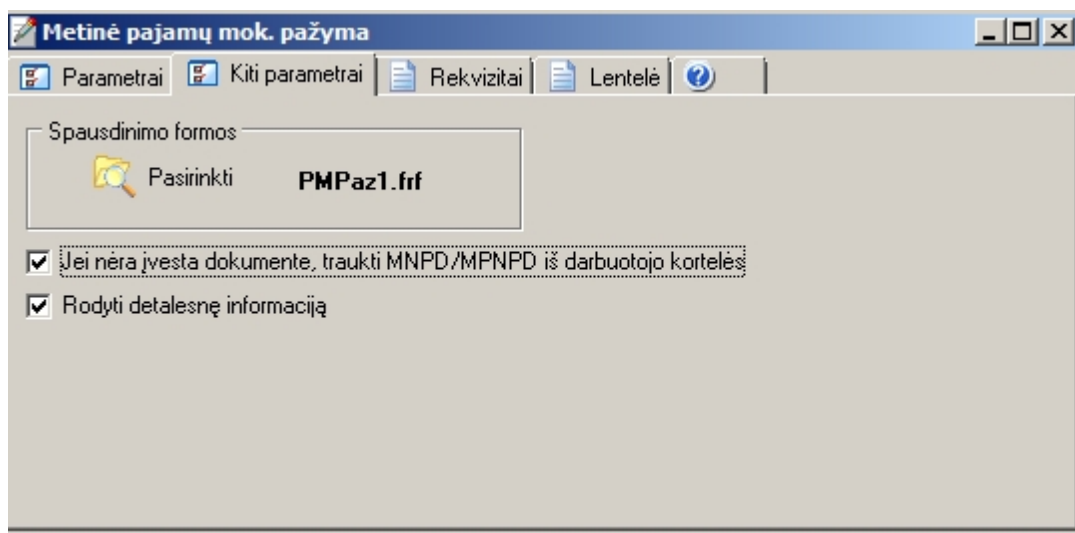 Metinė pajamų mok. pažyma
Parametrai Kiti parametrai Rekvizitai Lentelė
Spausdinimo formos
Pasirinkti PMPaz1.frf
Jei nėra įvesta dokumente, traukti MNPD/MPNPD iš darbuotojo kortelės
Rodyti detalesnę informaciją